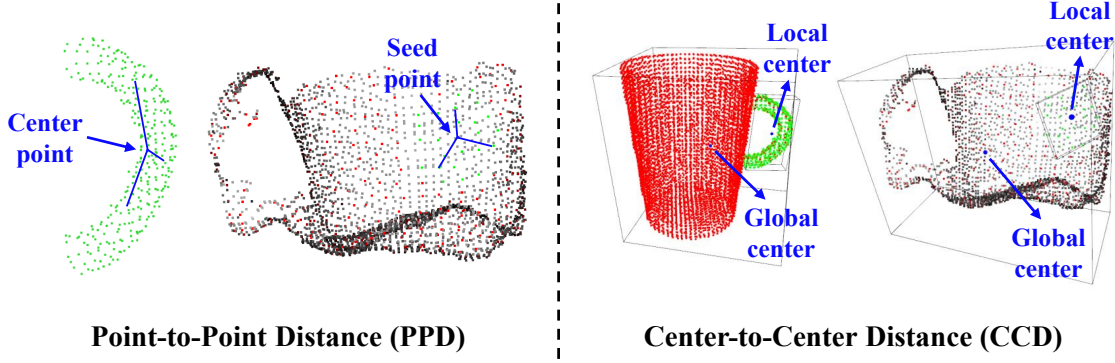 Center
point
Seed
point
Point-to-Point Distance (PPD)
Local
center
Global
center
Local
center
Global
center
Center-to-Center Distance (CCD)